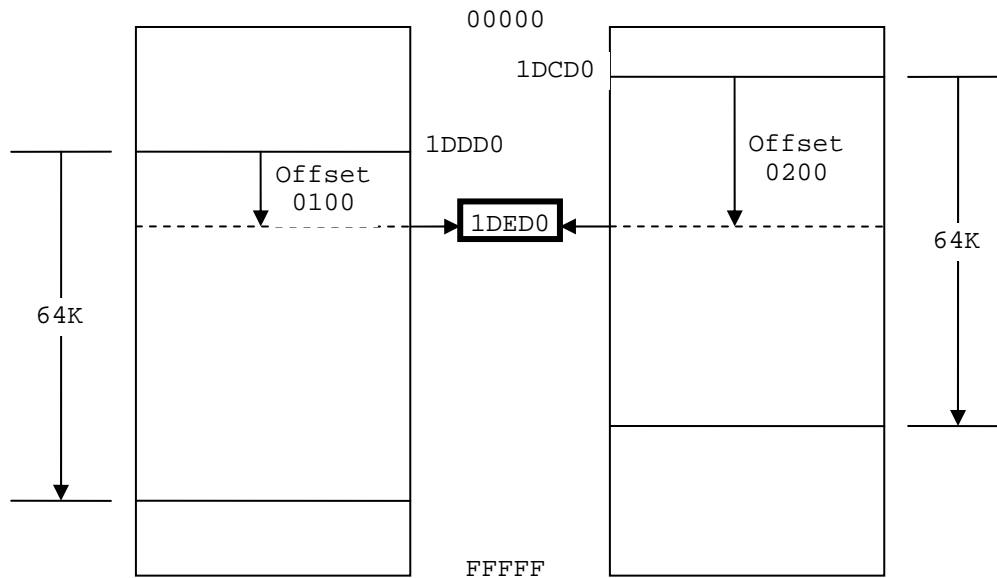 00000
1DCD0
1DDD0
Offset
0100
Offset
0200
1DED0
64K
64K
FFFFF